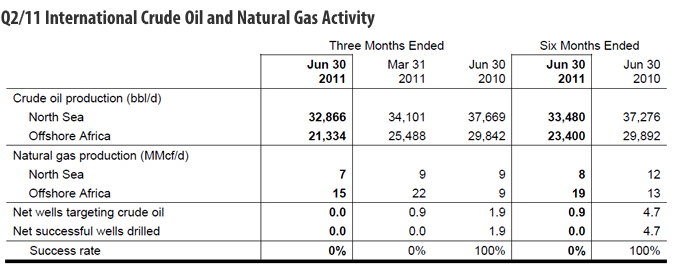 Q2/11 International Crude Oil and Natural Gas Activity
Three Months Ended Six Months Ended
Jun 30 Mar 31 Jun 30 Jun 30 Jun 30
2011 2011 2010 2011 2010
Crude oil production (bbl/d)
North Sea 32,866 34,101 37,669 33,480 37,276
Offshore Africa 21,334 25,488 29,842 23,400 29,892
Natural gas production (MMcf/d)
North Sea 7 9 9 8 12
Offshore Africa 15 22 9 19 13
Net wells targeting crude oil 0.0 0.9 1.9 0.9 4.7
Net successful wells drilled 0.0 0.0 1.9 0.0 4.7
Success rate 0% 0% 100% 0% 100%